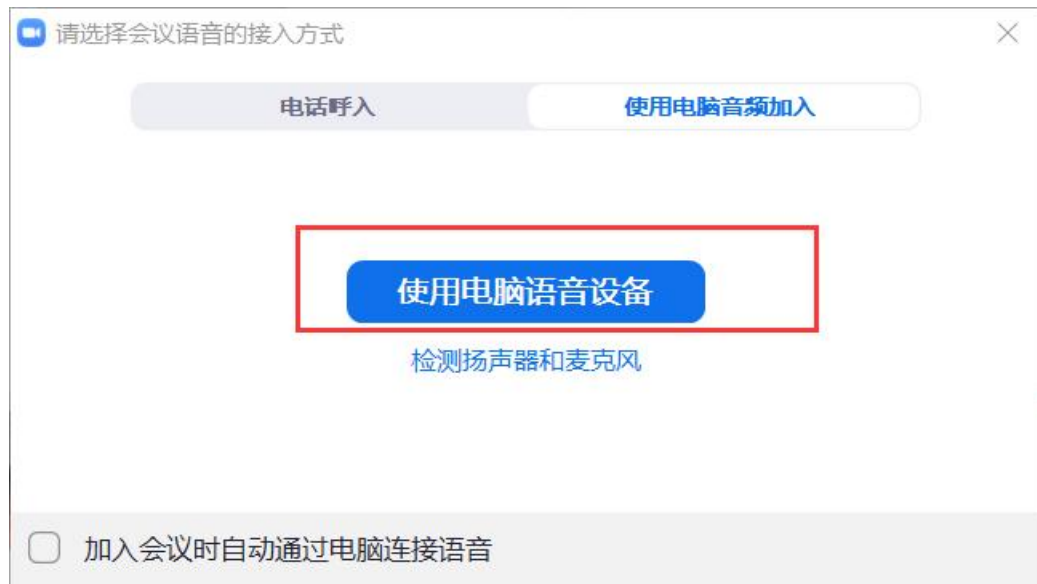 请选择会议语音的接入方式
电话呼入 使用电脑音频加入
使用电脑语音设备
检测扬声器和麦克风
加入会议时自动通过电脑连接语音